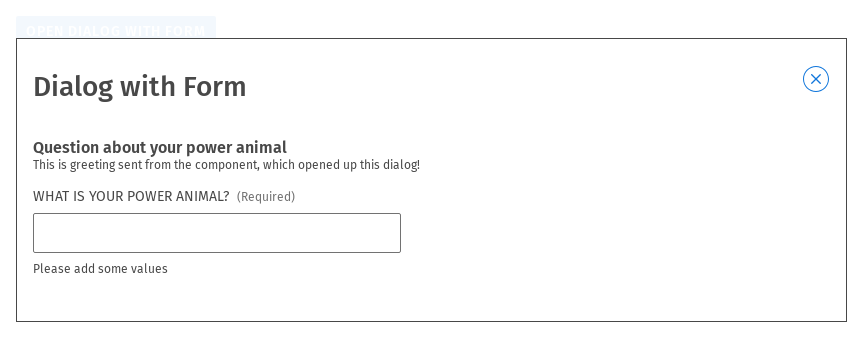 OPEN DIALOG WITH FORM
Dialog with Form
Question about your power animal
This is greeting sent from the component, which opened up this dialog!
WHAT IS YOUR POWER ANIMAL? (Required)
Please add some values